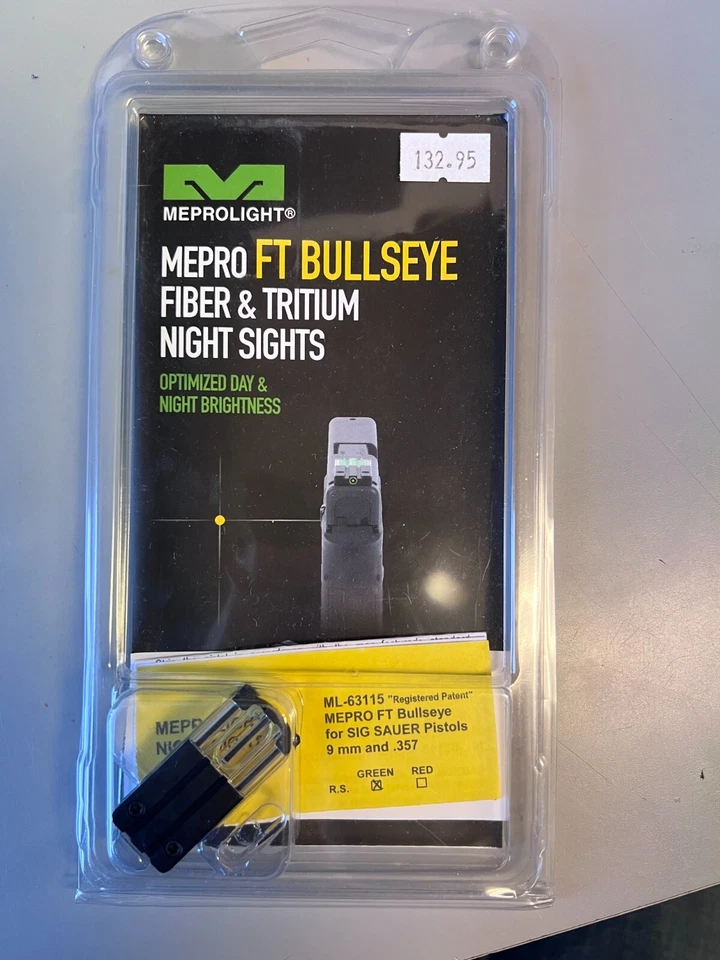 132.95
MEPROLIGHT®
MEPRO FT BULLSEYE
FIBER & TRITIUM
NIGHT SIGHTS
OPTIMIZED DAY &
NIGHT BRIGHTNESS
ML-63115 "Registered Patent"
MEPRO FT Bullseye
for SIG SAUER Pistols
9 mm and .357
GREEN RED
R.S. ☒ ☐